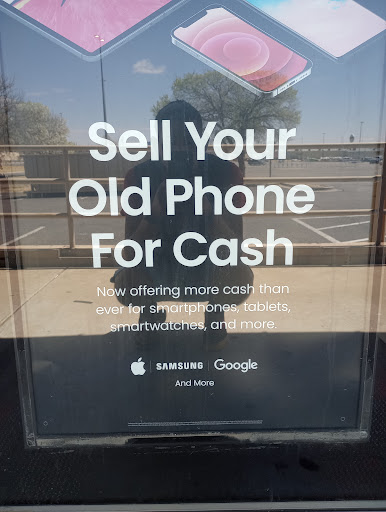 Sell Your
Old Phone
For Cash
Now offering more cash than
ever for smartphones, tablets,
smartwatches, and more.
SAMSUNG Google
And More